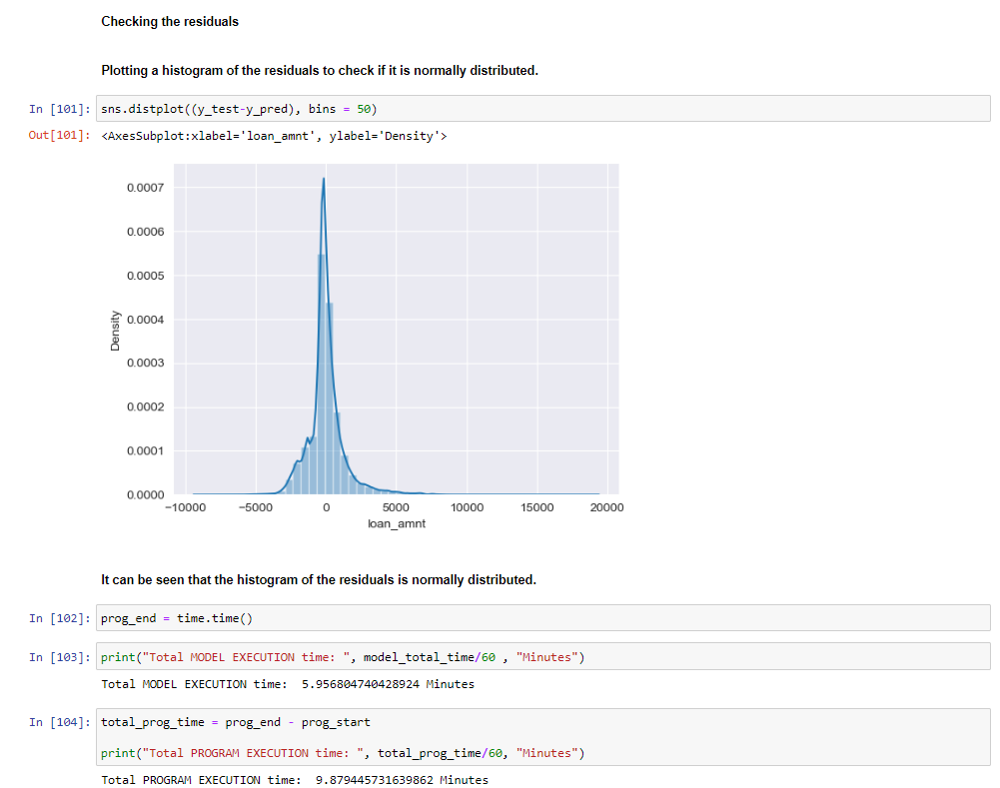 Checking the residuals
Plotting a histogram of the residuals to check if it is normally distributed.
In [101]: sns.distplot((y_test-y_pred), bins = 50)
Out[101]: <AxesSubplot:xlabel='loan_amnt', ylabel='Density'>
0.0007
0.0006
0.0005
0.0004
0.0003
0.0002
0.0001
0.0000
Density
−10000 −5000 0 5000 10000 15000 20000
loan_amnt
It can be seen that the histogram of the residuals is normally distributed.
In [102]: prog_end = time.time()
In [103]: print("Total MODEL EXECUTION time: ", model_total_time/60 , "Minutes")
Total MODEL EXECUTION time:  5.956804740428924 Minutes
In [104]: total_prog_time = prog_end - prog_start
print("Total PROGRAM EXECUTION time: ", total_prog_time/60, "Minutes")
Total PROGRAM EXECUTION time:  9.879445731639862 Minutes